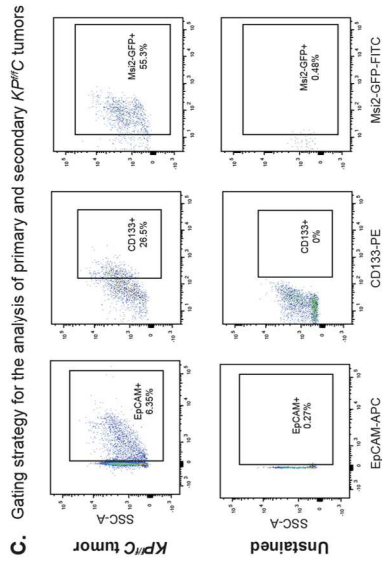 C. Gating strategy for the analysis of primary and secondary KPf/fC tumors
KPf/fC tumor
SSC-A
EpCAM+
6.35%
CD133+
26.5%
Msi2-GFP+
55.3%
Unstained
SSC-A
EpCAM+
0.27%
CD133+
0%
Msi2-GFP+
0.48%
EpCAM-APC
CD133-PE
Msi2-GFP-FITC